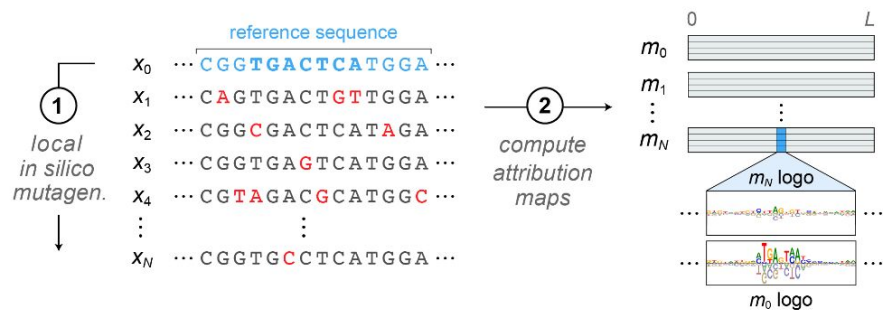 0 L
reference sequence
x0 ··· CGGTGACTCATGGA ···
m0
x1 ··· CAGTGACTGTTGGA ···
m1
1
2
x2 ··· CGGCGACTCATAGA ···
local
in silico
mutagen.
compute
attribution
maps
x3 ··· CGGTGAGTCATGGA ···
mN
x4 ··· CGTAGACGCATGGC ···
mN logo
xN ··· CGGTGCCTCATGGA ···
m0 logo